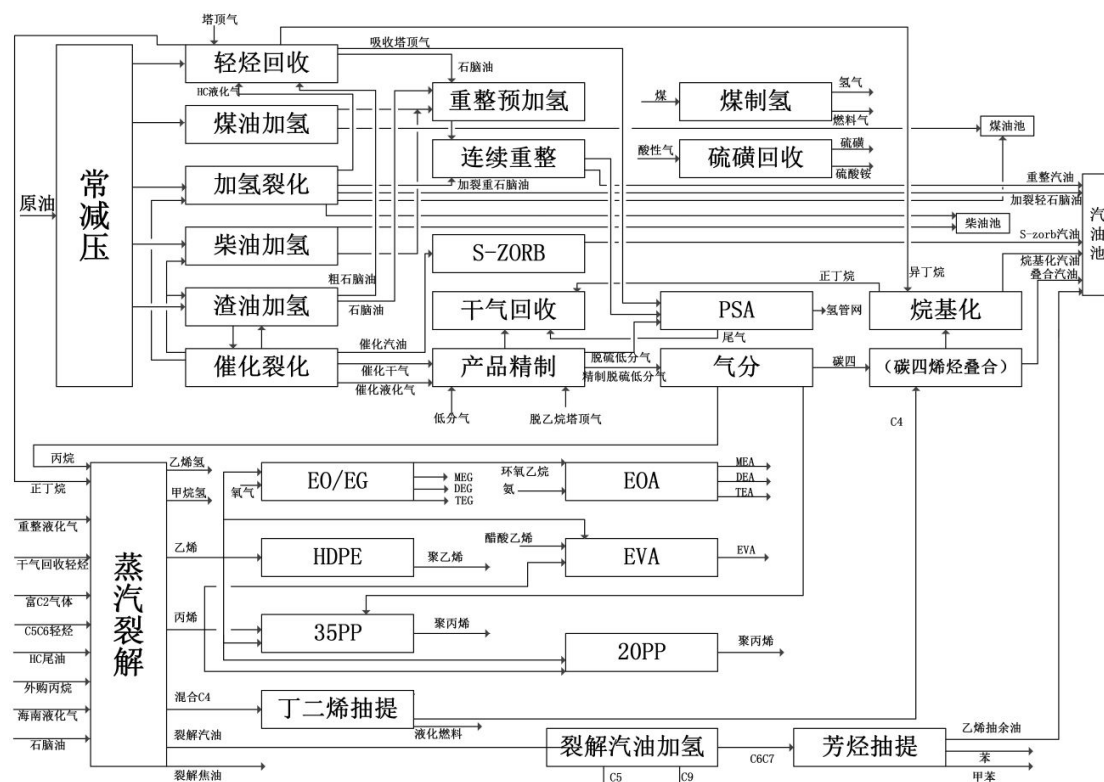 塔顶气
吸收塔顶气
轻烃回收
石脑油
HC液化气
重整预加氢
煤
煤制氢
氢气
燃料气
煤油加氢
煤油池
连续重整
酸性气
硫磺回收
硫磺
硫酸铵
加氢裂化
加裂重石脑油
重整汽油
加裂轻石脑油
原油
常减压
柴油池
汽油池
柴油加氢
S-ZORB
S-zorb汽油
粗石脑油
正丁烷
异丁烷
烷基化汽油
叠合汽油
渣油加氢
石脑油
干气回收
PSA
氢管网
烷基化
尾气
催化汽油
脱硫低分气
催化裂化
催化干气
产品精制
精制脱硫低分气
气分
碳四
(碳四烯烃叠合)
催化液化气
低分气
脱乙烷塔顶气
C4
丙烷
乙烯氢
正丁烷
甲烷氢
氧气
EO/EG
MEG
DEG
TEG
环氧乙烷
氨
EOA
MEA
DEA
TEA
重整液化气
蒸汽裂解
乙烯
HDPE
聚乙烯
醋酸乙烯
EVA
EVA
干气回收轻烃
富C2气体
C5C6轻烃
丙烯
35PP
聚丙烯
20PP
聚丙烯
HC尾油
外购丙烷
海南液化气
混合C4
丁二烯抽提
液化燃料
石脑油
裂解汽油
裂解汽油加氢
C6C7
芳烃抽提
乙烯抽余油
苯
甲苯
裂解焦油
C5
C9